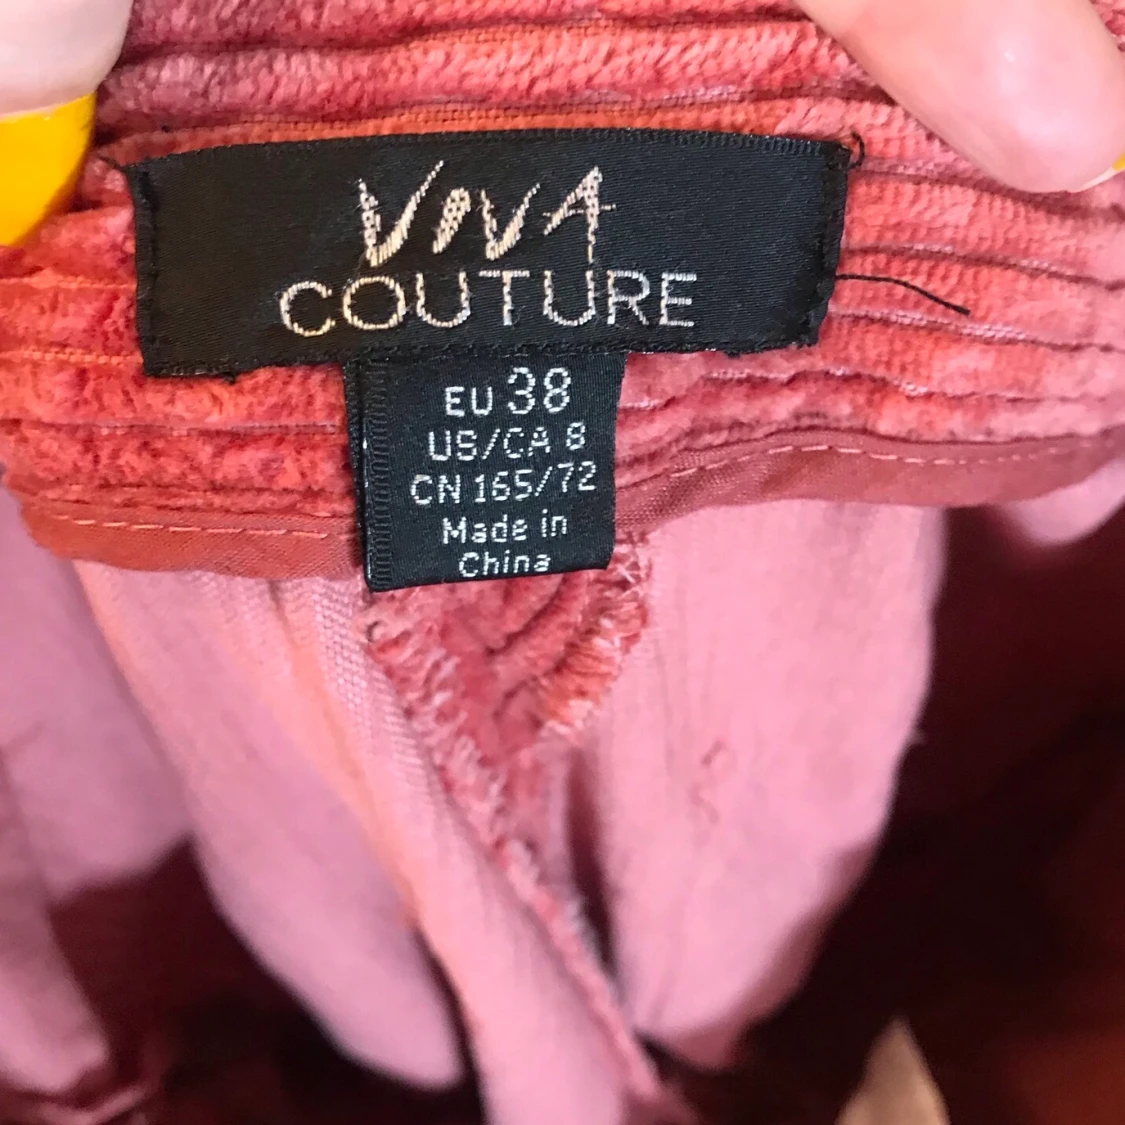 VIVA
COUTURE
EU 38
US/CA 8
CN 165/72
Made in
China